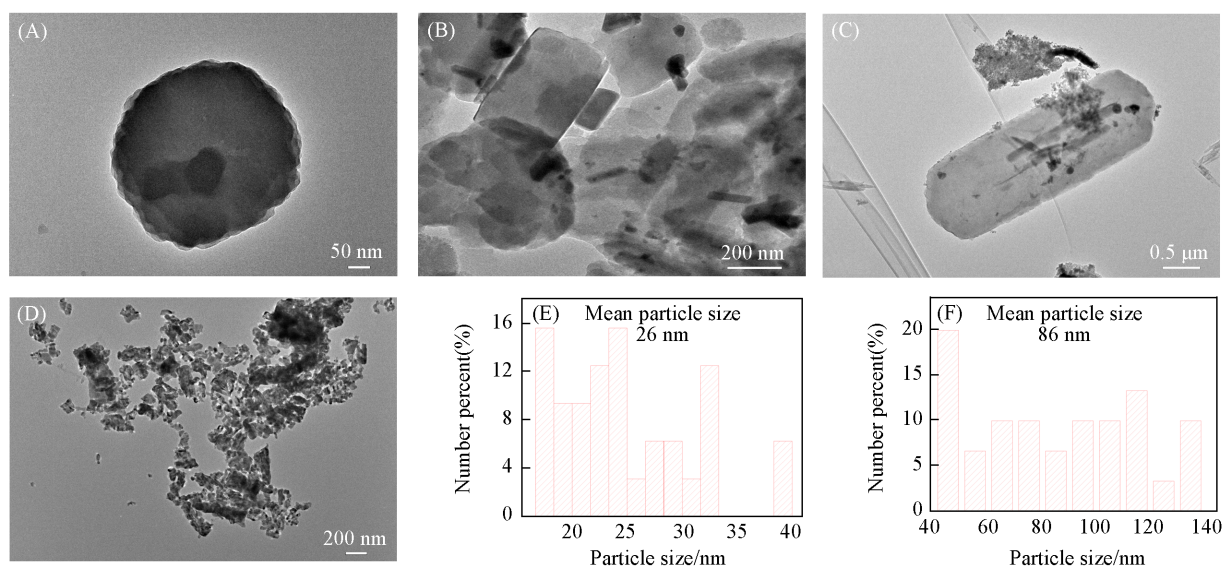 (A)
50 nm
(B)
200 nm
(C)
0.5 μm
(D)
200 nm
(E)
Mean particle size
26 nm
Number percent(%)
16
12
8
4
0
20 25 30 35 40
Particle size/nm
(F)
Mean particle size
86 nm
Number percent(%)
20
15
10
5
0
40 60 80 100 120 140
Particle size/nm